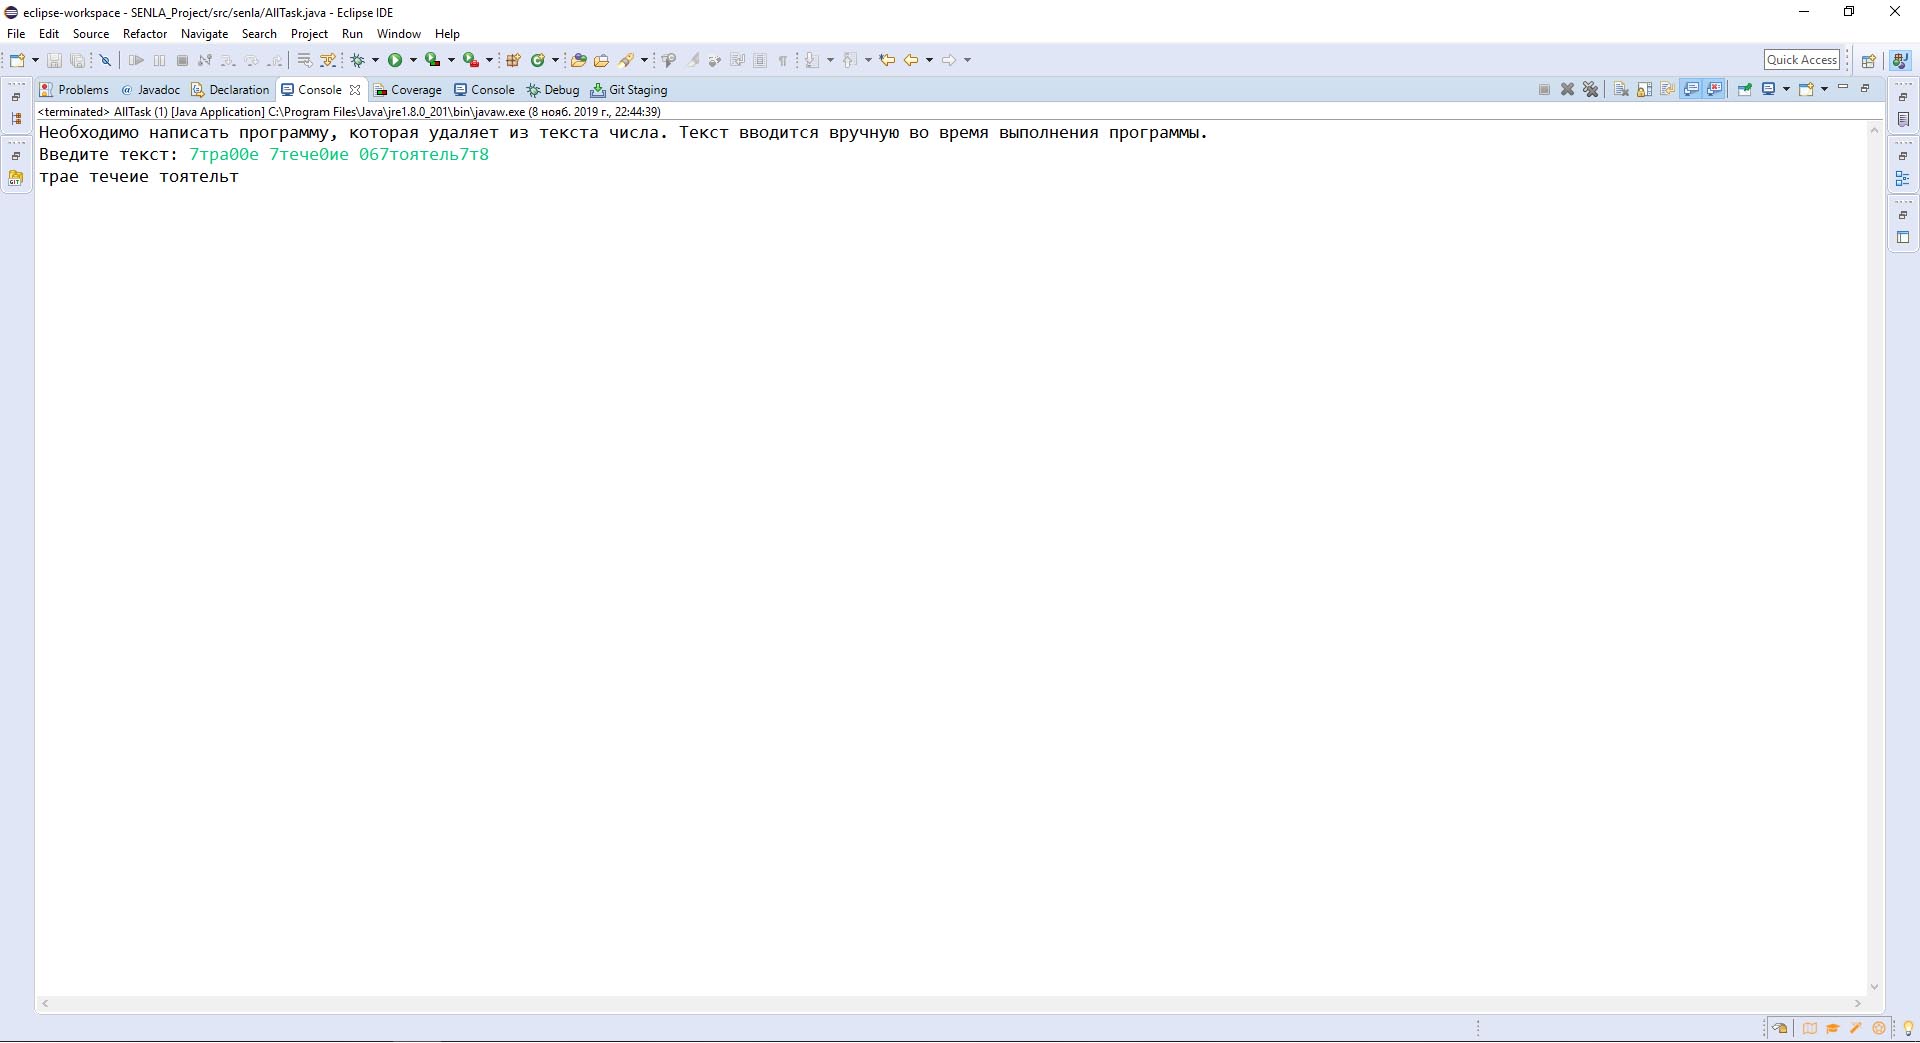 eclipse-workspace - SENLA_Project/src/senla/AllTask.java - Eclipse IDE
File Edit Source Refactor Navigate Search Project Run Window Help
Quick Access
Problems @ Javadoc Declaration Console Coverage Console Debug Git Staging
<terminated> AllTask (1) [Java Application] C:\Program Files\Java\jre1.8.0_201\bin\javaw.exe (8 нояб. 2019 г., 22:44:39)
Необходимо написать программу, которая удаляет из текста числа. Текст вводится вручную во время выполнения программы.
Введите текст: 7тра00е 7тече0ие 067тоятель7т8
трае течеие тоятельт
GIT